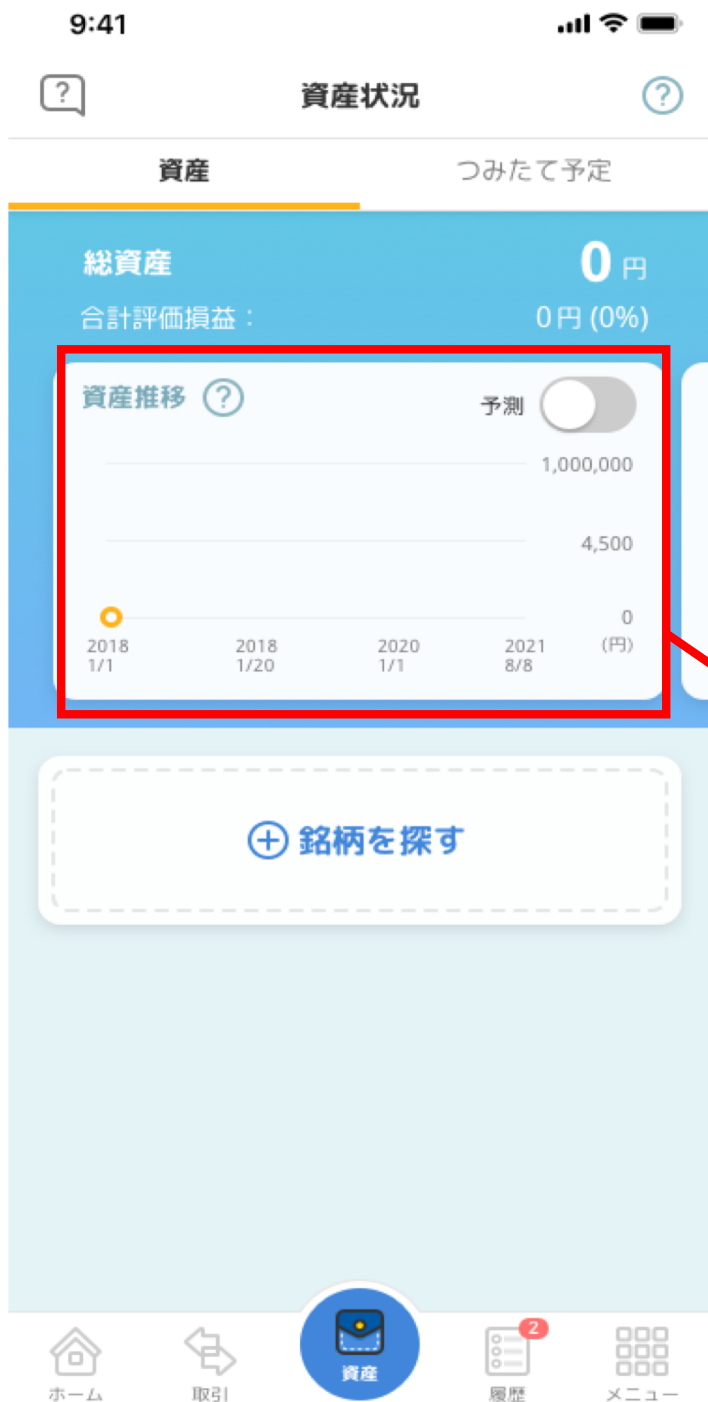 9:41
資産状況
資産 つみたて予定
総資産 0 円
合計評価損益： 0円 (0%)
資産推移 ? 予測
1,000,000
4,500
0
2018 2018 2020 2021 (円)
1/1 1/20 1/1 8/8
銘柄を探す
2
資産
ホーム 取引 履歴 メニュー